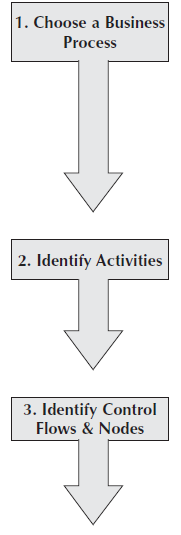 1. Choose a Business
Process
2. Identify Activities
3. Identify Control
Flows & Nodes